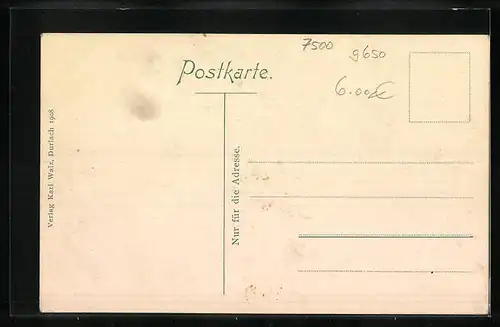 7500
9650
Postkarte.
6.00€
Nur für die Adresse.
Verlag Karl Walz, Durlach 1908.